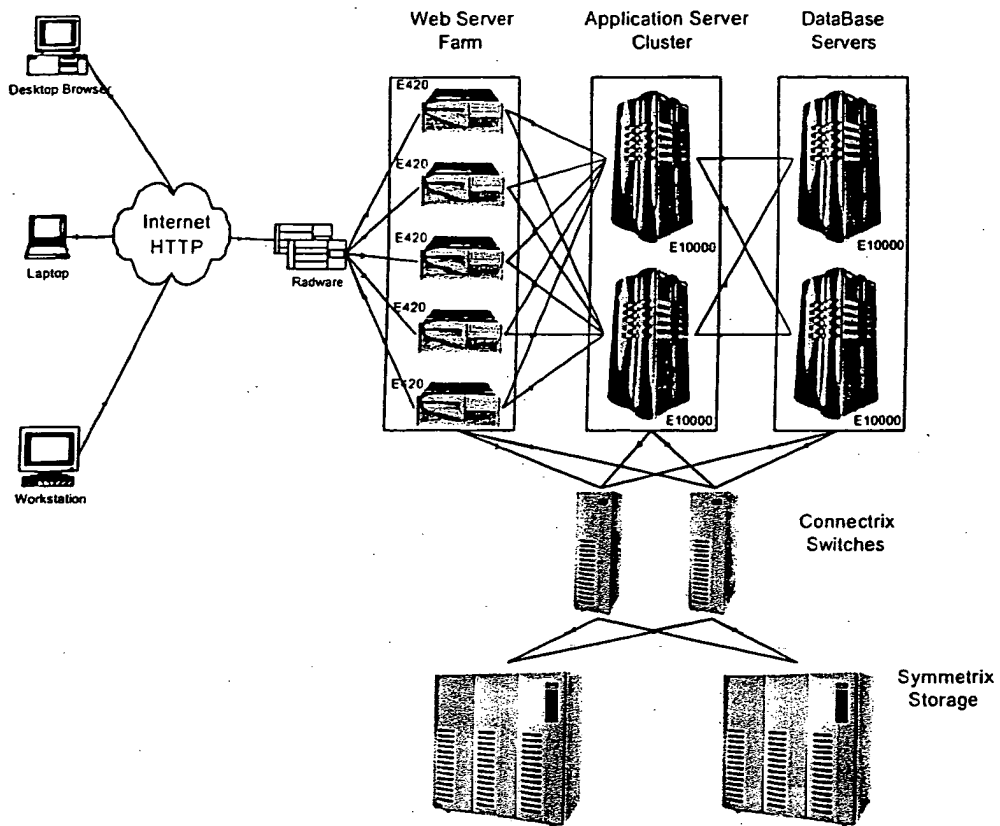 Web Server
Farm
Application Server
Cluster
DataBase
Servers
Desktop Browser
Internet
HTTP
Laptop
Workstation
Radware
E420
E420
E420
E420
E420
E10000
E10000
E10000
E10000
Connectrix
Switches
Symmetrix
Storage